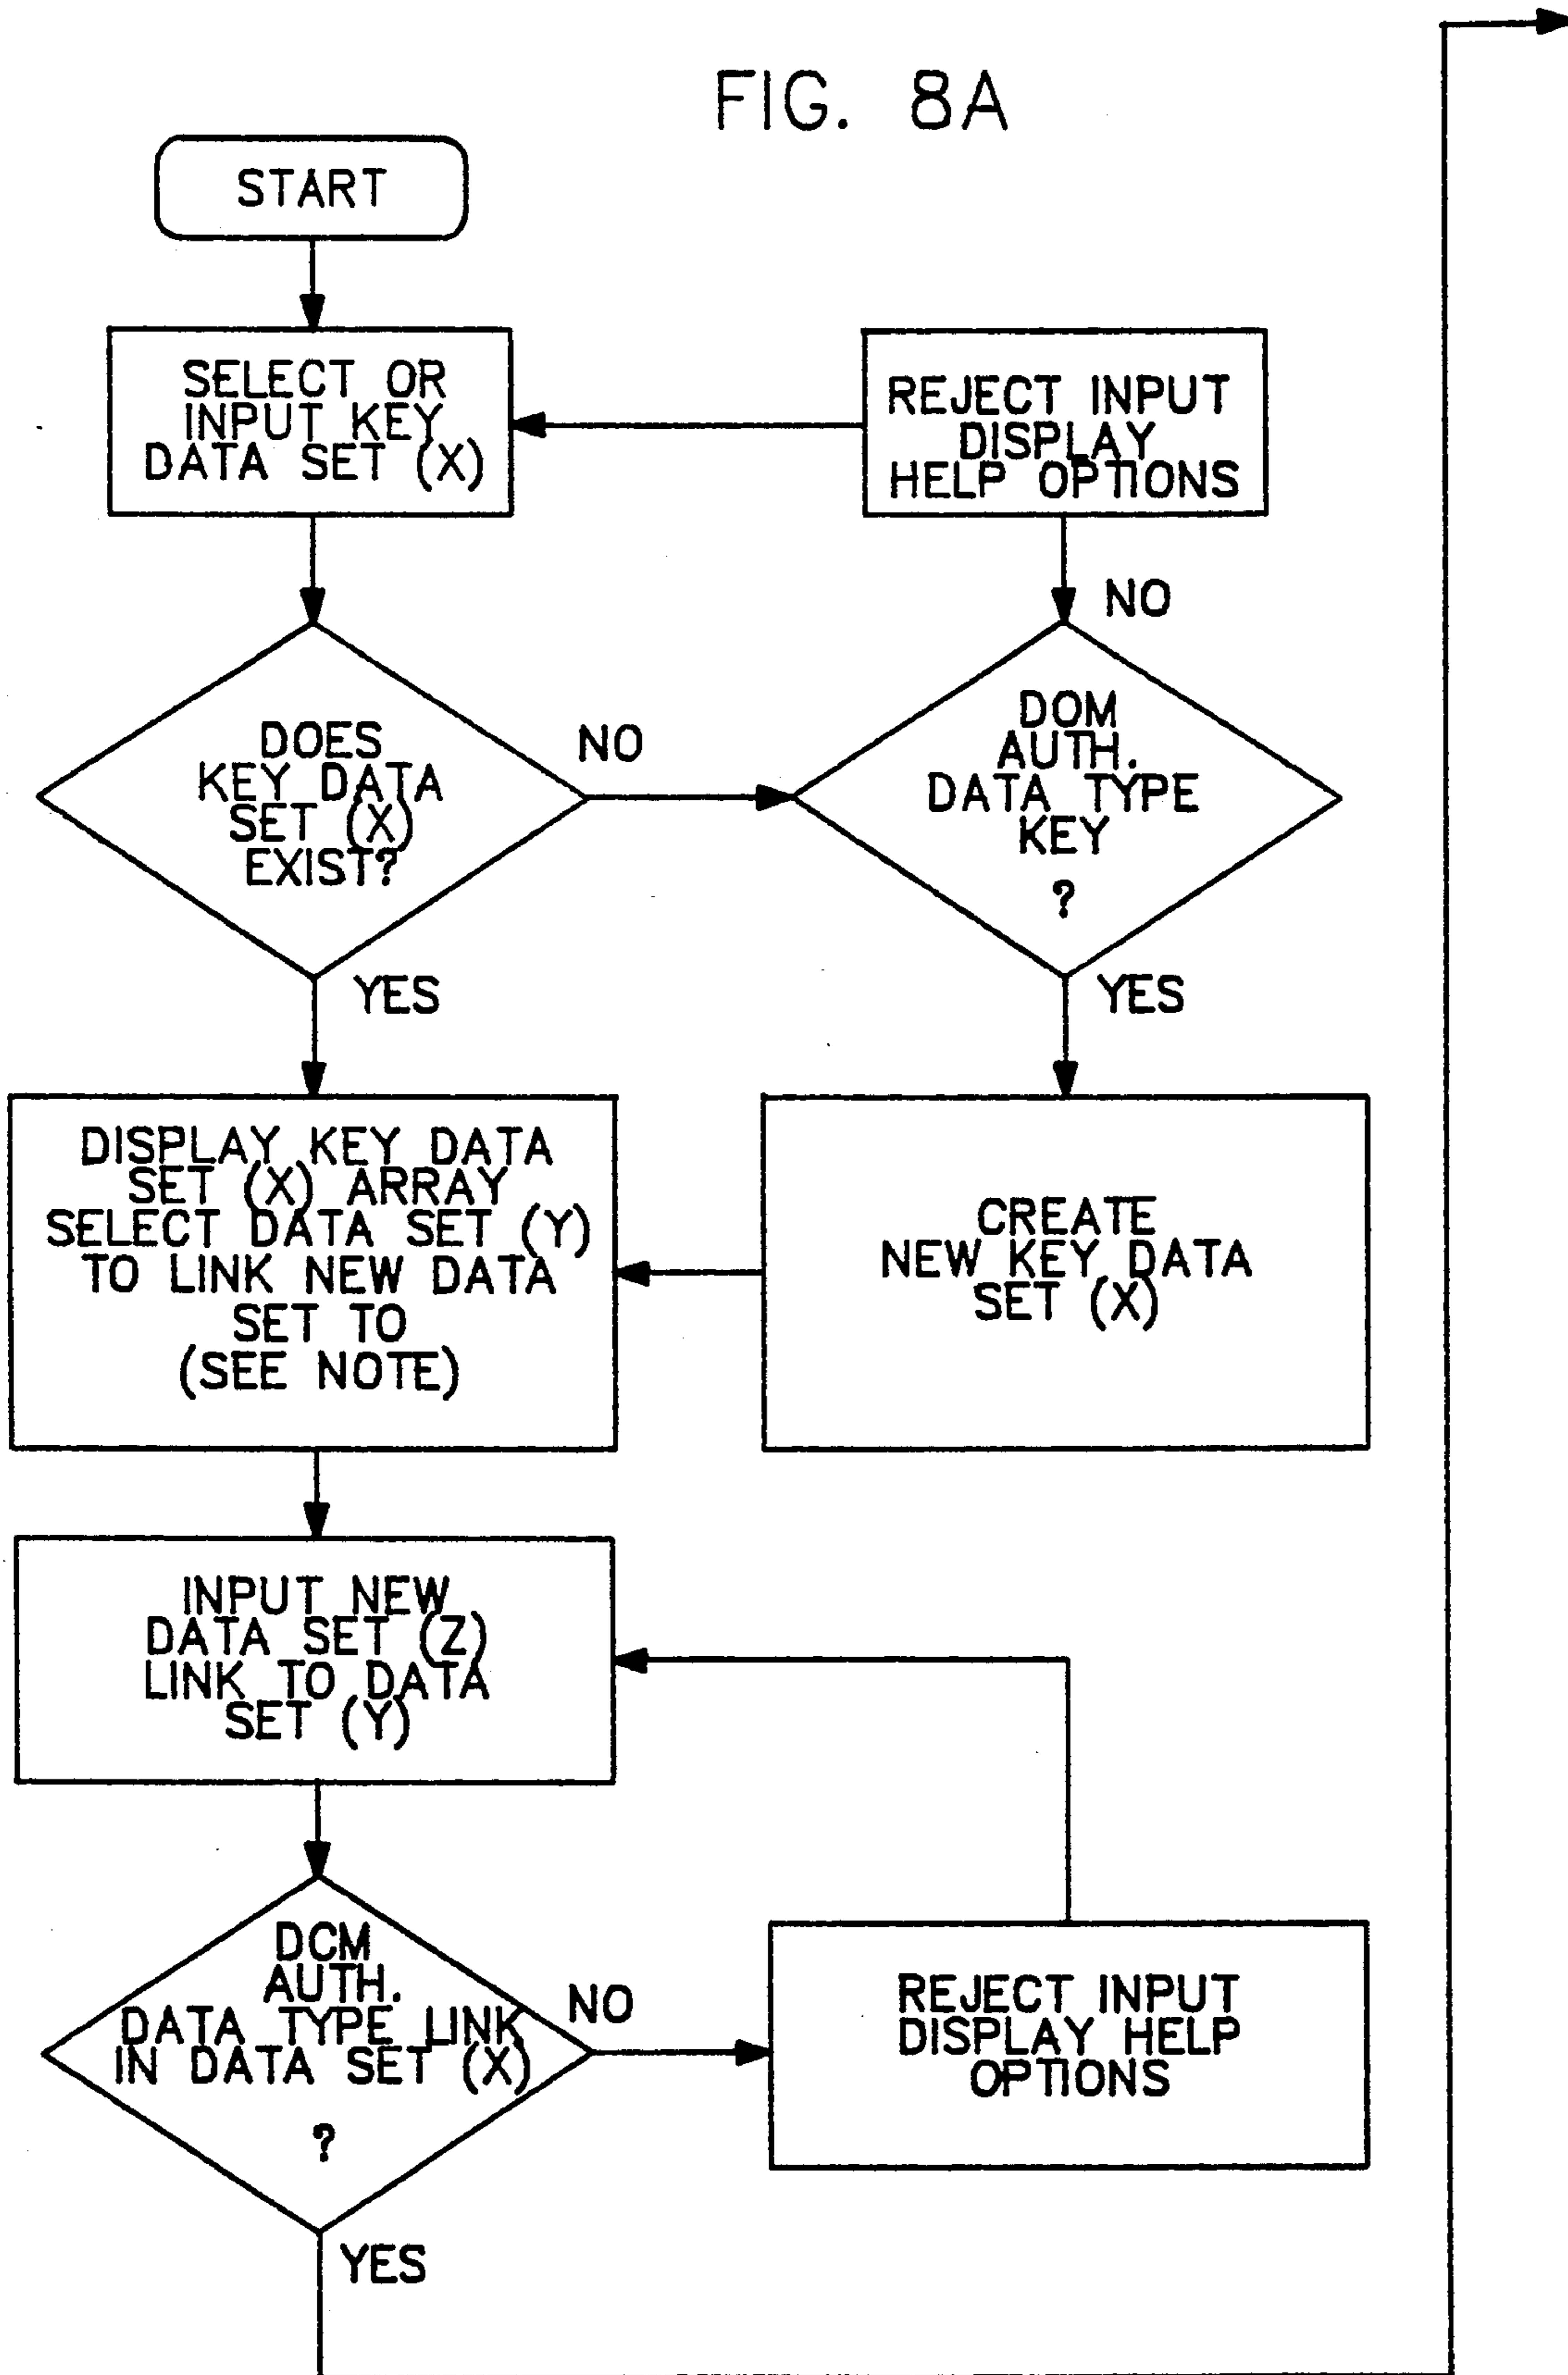 FIG. 8A
START
SELECT OR
INPUT KEY
DATA SET (X)
REJECT INPUT
DISPLAY
HELP OPTIONS
NO
DOES
KEY DATA
SET (X)
EXIST?
NO
DOM
AUTH.
DATA TYPE
KEY
?
YES
YES
DISPLAY KEY DATA
SET (X) ARRAY
SELECT DATA SET (Y)
TO LINK NEW DATA
SET TO
(SEE NOTE)
CREATE
NEW KEY DATA
SET (X)
INPUT NEW
DATA SET (Z)
LINK TO DATA
SET (Y)
DCM
AUTH.
DATA TYPE LINK
IN DATA SET (X)
?
NO
REJECT INPUT
DISPLAY HELP
OPTIONS
YES